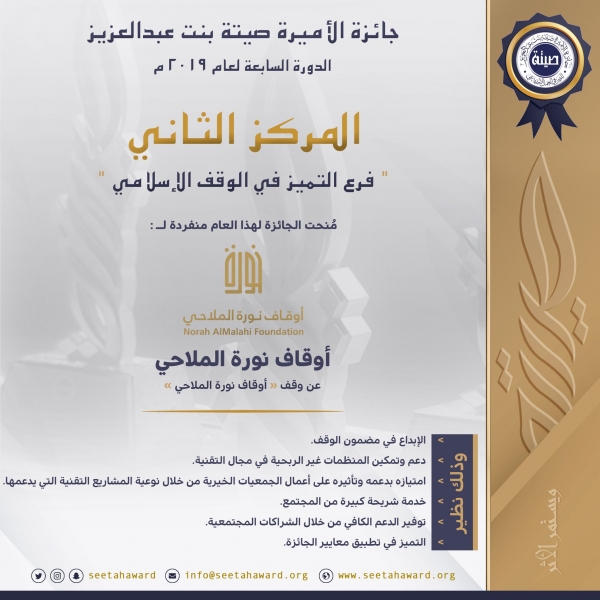 جائزة الأميرة صيتة بنت عبدالعزيز
الدورة السابعة لعام ٢٠١٩ م
المركز الثاني
" فرع التميز في الوقف الإسلامي "
مُنحت الجائزة لهذا العام منفردة لــ :
نورة
أوقاف نورة الملاحي
Norah AlMalahi Foundation
أوقاف نورة الملاحي
عن وقف « أوقاف نورة الملاحي »
وذلك نظير
الإبداع في مضمون الوقف.
دعم وتمكين المنظمات غير الربحية في مجال التقنية.
امتيازه بدعمه وتأثيره على أعمال الجمعيات الخيرية من خلال نوعية المشاريع التقنية التي يدعمها.
خدمة شريحة كبيرة من المجتمع.
توفير الدعم الكافي من خلال الشراكات المجتمعية.
التميز في تطبيق معايير الجائزة.
صيتة
ويستمر الأثر
seetahaward info@seetahaward.org www.seetahaward.org